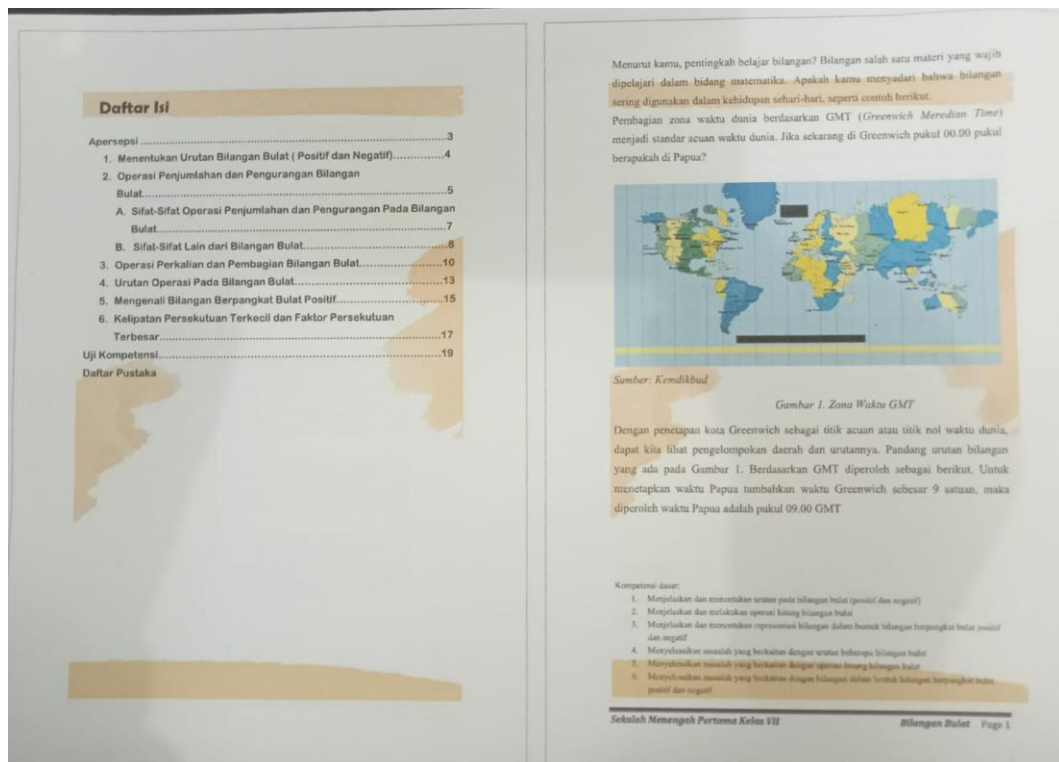 Daftar Isi
Apersepsi ........................................................................3
1. Menentukan Urutan Bilangan Bulat ( Positif dan Negatif)..............4
2. Operasi Penjumlahan dan Pengurangan Bilangan
Bulat.......................................................................5
A. Sifat-Sifat Operasi Penjumlahan dan Pengurangan Pada Bilangan
Bulat....................................................................7
B. Sifat-Sifat Lain dari Bilangan Bulat....................................8
3. Operasi Perkalian dan Pembagian Bilangan Bulat.....................10
4. Urutan Operasi Pada Bilangan Bulat.....................................13
5. Mengenali Bilangan Berpangkat Bulat Positif...........................15
6. Kelipatan Persekutuan Terkecil dan Faktor Persekutuan
Terbesar......................................................................17
Uji Kompetensi......................................................................19
Daftar Pustaka
Menurut kamu, pentingkah belajar bilangan? Bilangan salah satu materi yang wajib
dipelajari dalam bidang matematika. Apakah kamu menyadari bahwa bilangan
sering digunakan dalam kehidupan sehari-hari, seperti contoh berikut.
Pembagian zona waktu dunia berdasarkan GMT (Greenwich Meredian Time)
menjadi standar acuan waktu dunia. Jika sekarang di Greenwich pukul 00.00 pukul
berapakah di Papua?
Sumber: Kemdikbud
Gambar 1. Zona Waktu GMT
Dengan penetapan kota Greenwich sebagai titik acuan atau titik nol waktu dunia,
dapat kita lihat pengelompokan daerah dan urutannya. Pandang urutan bilangan
yang ada pada Gambar 1. Berdasarkan GMT diperoleh sebagai berikut. Untuk
menetapkan waktu Papua tambahkan waktu Greenwich sebesar 9 satuan, maka
diperoleh waktu Papua adalah pukul 09.00 GMT
Kompetensi dasar:
1. Menjelaskan dan menentukan urutan pada bilangan bulat (positif dan negatif)
2. Menjelaskan dan melakukan operasi hitung bilangan bulat
3. Menjelaskan dan menentukan representasi bilangan dalam bentuk bilangan berpangkat bulat positif
dan negatif
4. Menyelesaikan masalah yang berkaitan dengan urutan beberapa bilangan bulat
5. Menyelesaikan masalah yang berkaitan dengan operasi hitung bilangan bulat
6. Menyelesaikan masalah yang berkaitan dengan bilangan dalam bentuk bilangan berpangkat bulat
positif dan negatif
Sekolah Menengah Pertama Kelas VII
Bilangan Bulat Page 1